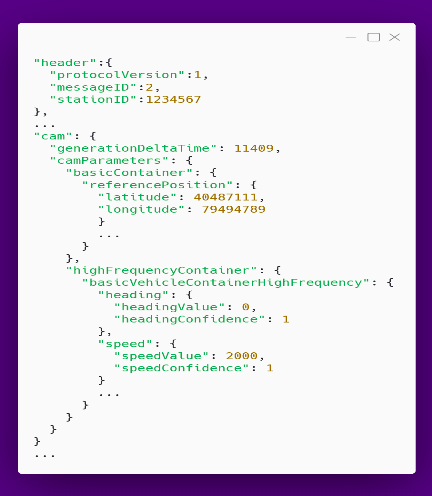 "header":{
  "protocolVersion":1,
  "messageID":2,
  "stationID":1234567
},
...
"cam": {
  "generationDeltaTime": 11409,
  "camParameters": {
    "basicContainer": {
      "referencePosition": {
        "latitude": 40487111,
        "longitude": 79494789
        }
        ...
      }
    },
    "highFrequencyContainer": {
      "basicVehicleContainerHighFrequency": {
        "heading": {
          "headingValue": 0,
          "headingConfidence": 1
        },
        "speed": {
          "speedValue": 2000,
          "speedConfidence": 1
        }
        ...
      }
    }
  }
}
...